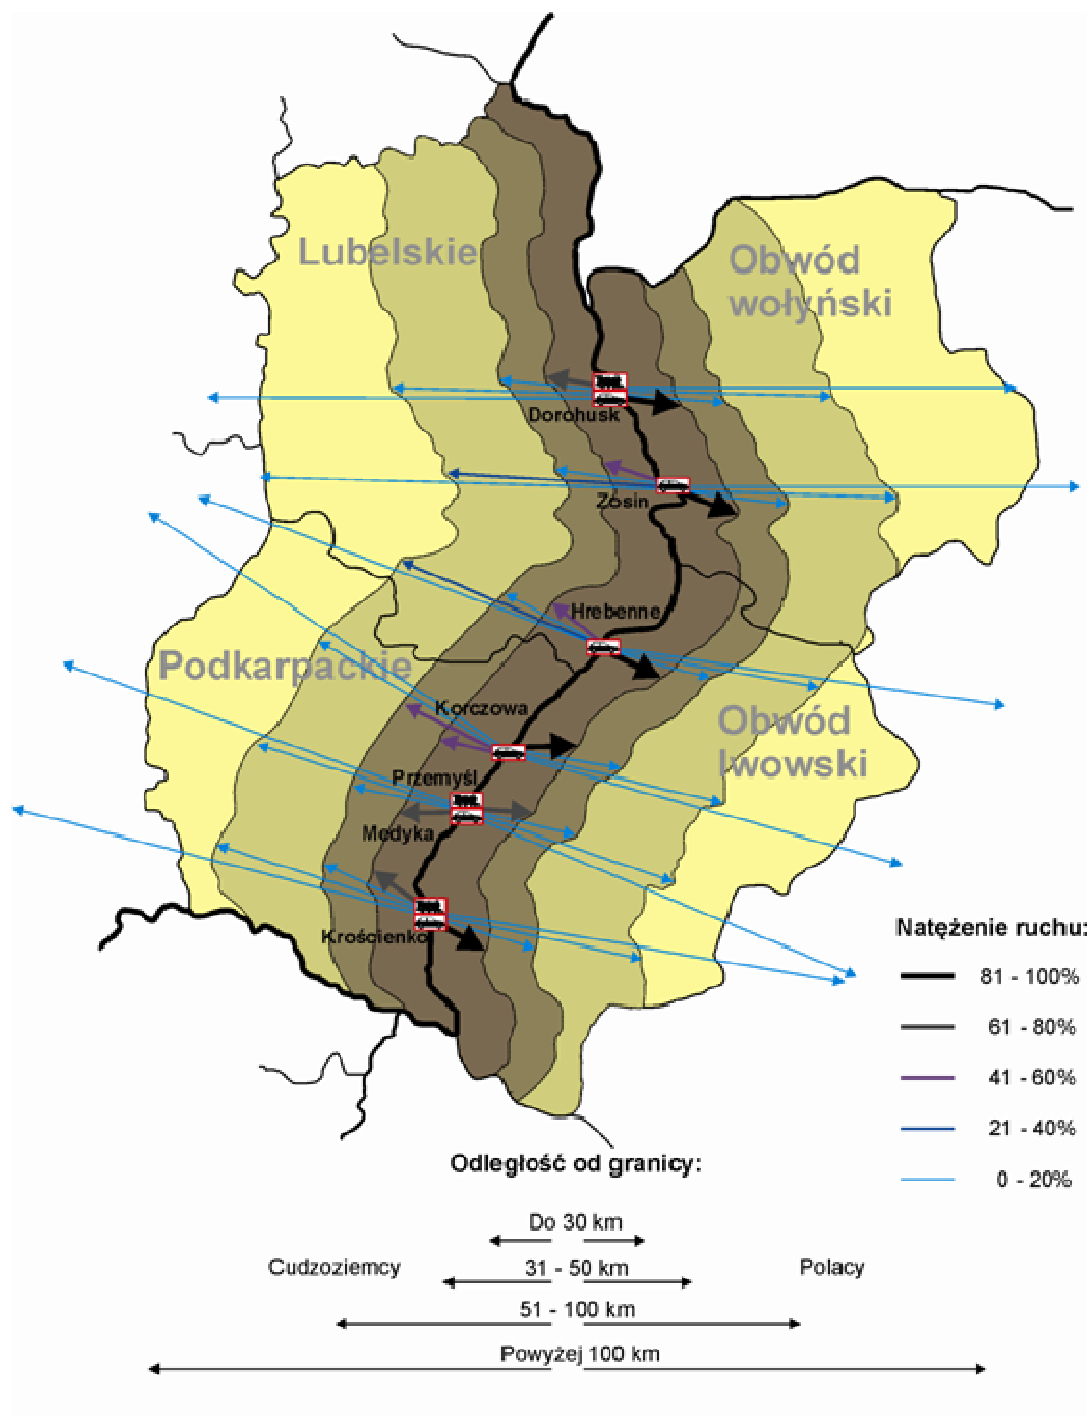 Lubelskie
Obwód
wołyński
Dorohusk
Zosin
Hrebenne
Podkarpackie
Korczowa
Obwód
lwowski
Przemyśl
Medyka
Krościenko
Natężenie ruchu:
81 - 100%
61 - 80%
41 - 60%
21 - 40%
0 - 20%
Odległość od granicy:
Do 30 km
Cudzoziemcy 31 - 50 km Polacy
51 - 100 km
Powyżej 100 km